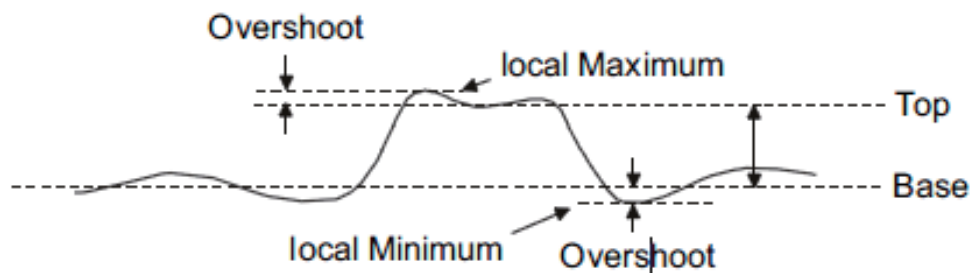 Overshoot
local Maximum
Top
Base
local Minimum
Overshoot